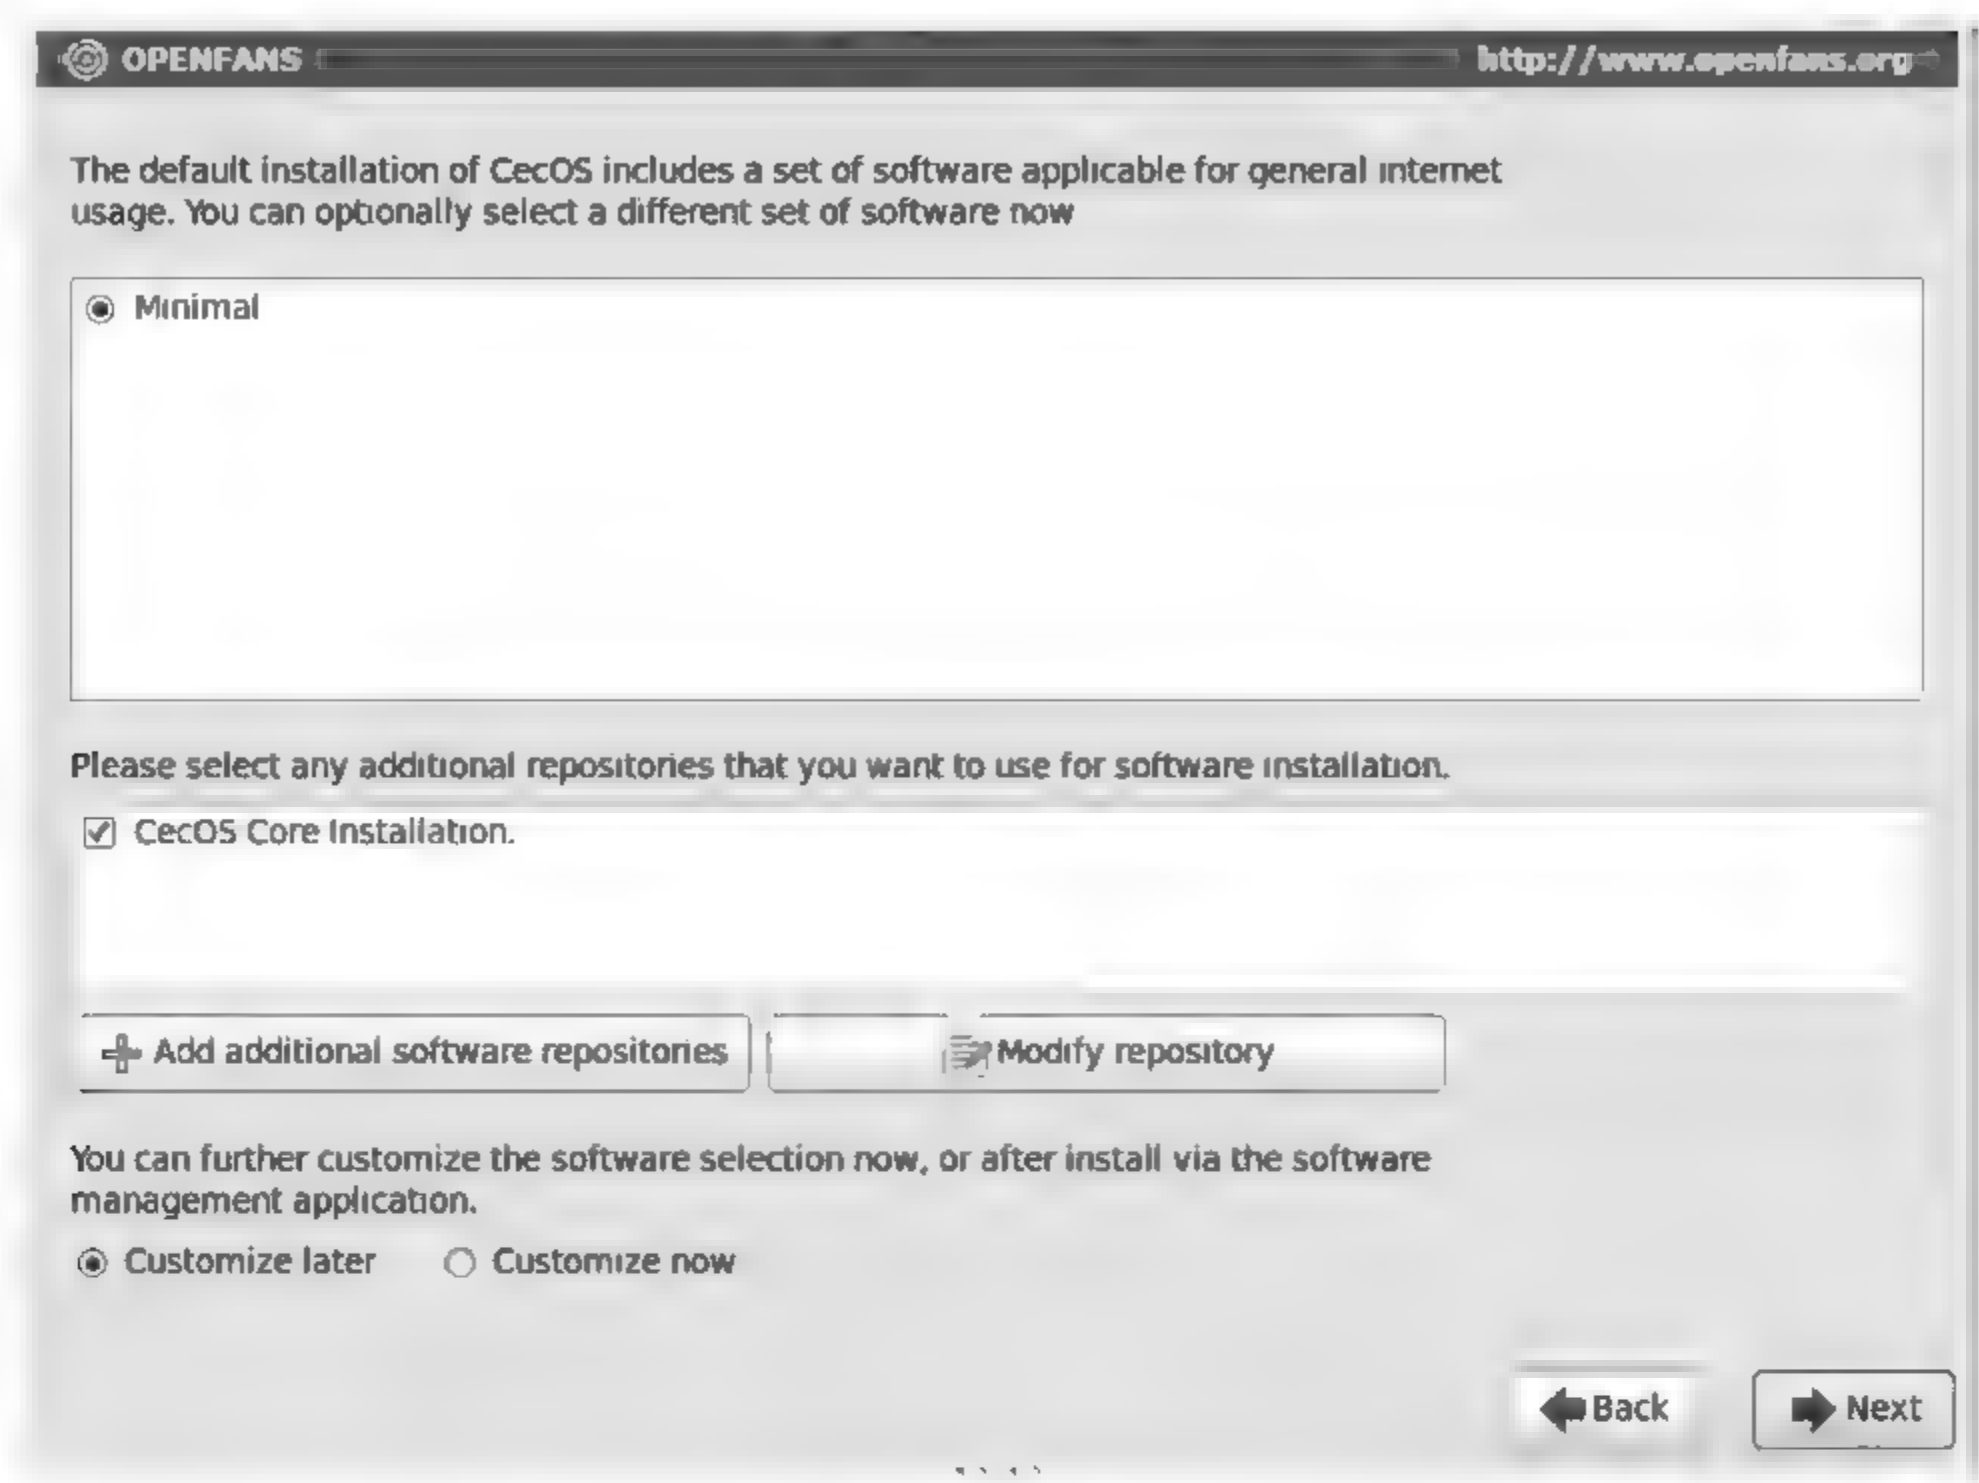 OPENFANS http://www.openfans.org
The default installation of CecOS includes a set of software applicable for general internet
usage. You can optionally select a different set of software now
Minimal
Please select any additional repositories that you want to use for software installation.
CecOS Core Installation.
Add additional software repositories Modify repository
You can further customize the software selection now, or after install via the software
management application.
Customize later Customize now
Back Next